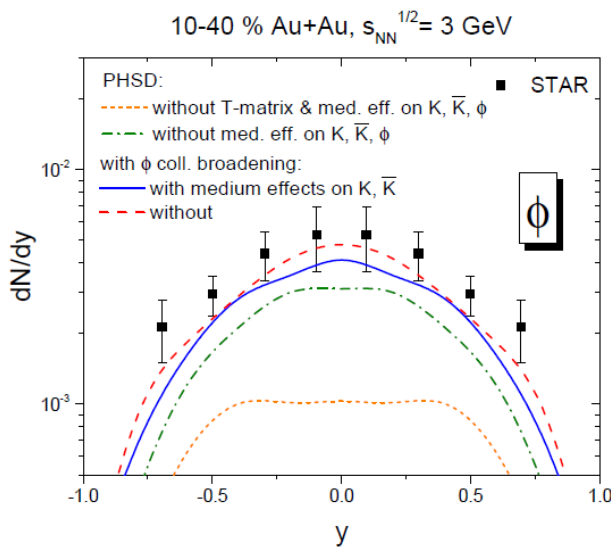 10-40 % Au+Au, s_NN^1/2= 3 GeV
PHSD:
STAR
without T-matrix & med. eff. on K, K̅, ϕ
without med. eff. on K, K̅, ϕ
with ϕ coll. broadening:
with medium effects on K, K̅
without
ϕ
dN/dy
10^-2
10^-3
-1.0 -0.5 0.0 0.5 1.0
y